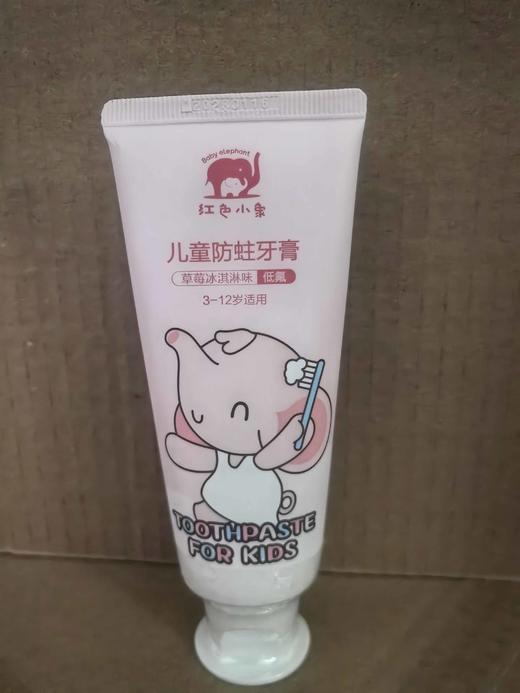 Baby elephant
红色小象
儿童防蛀牙膏
草莓冰淇淋味 低氟
3-12岁适用
TOOTHPASTE
FOR KIDS